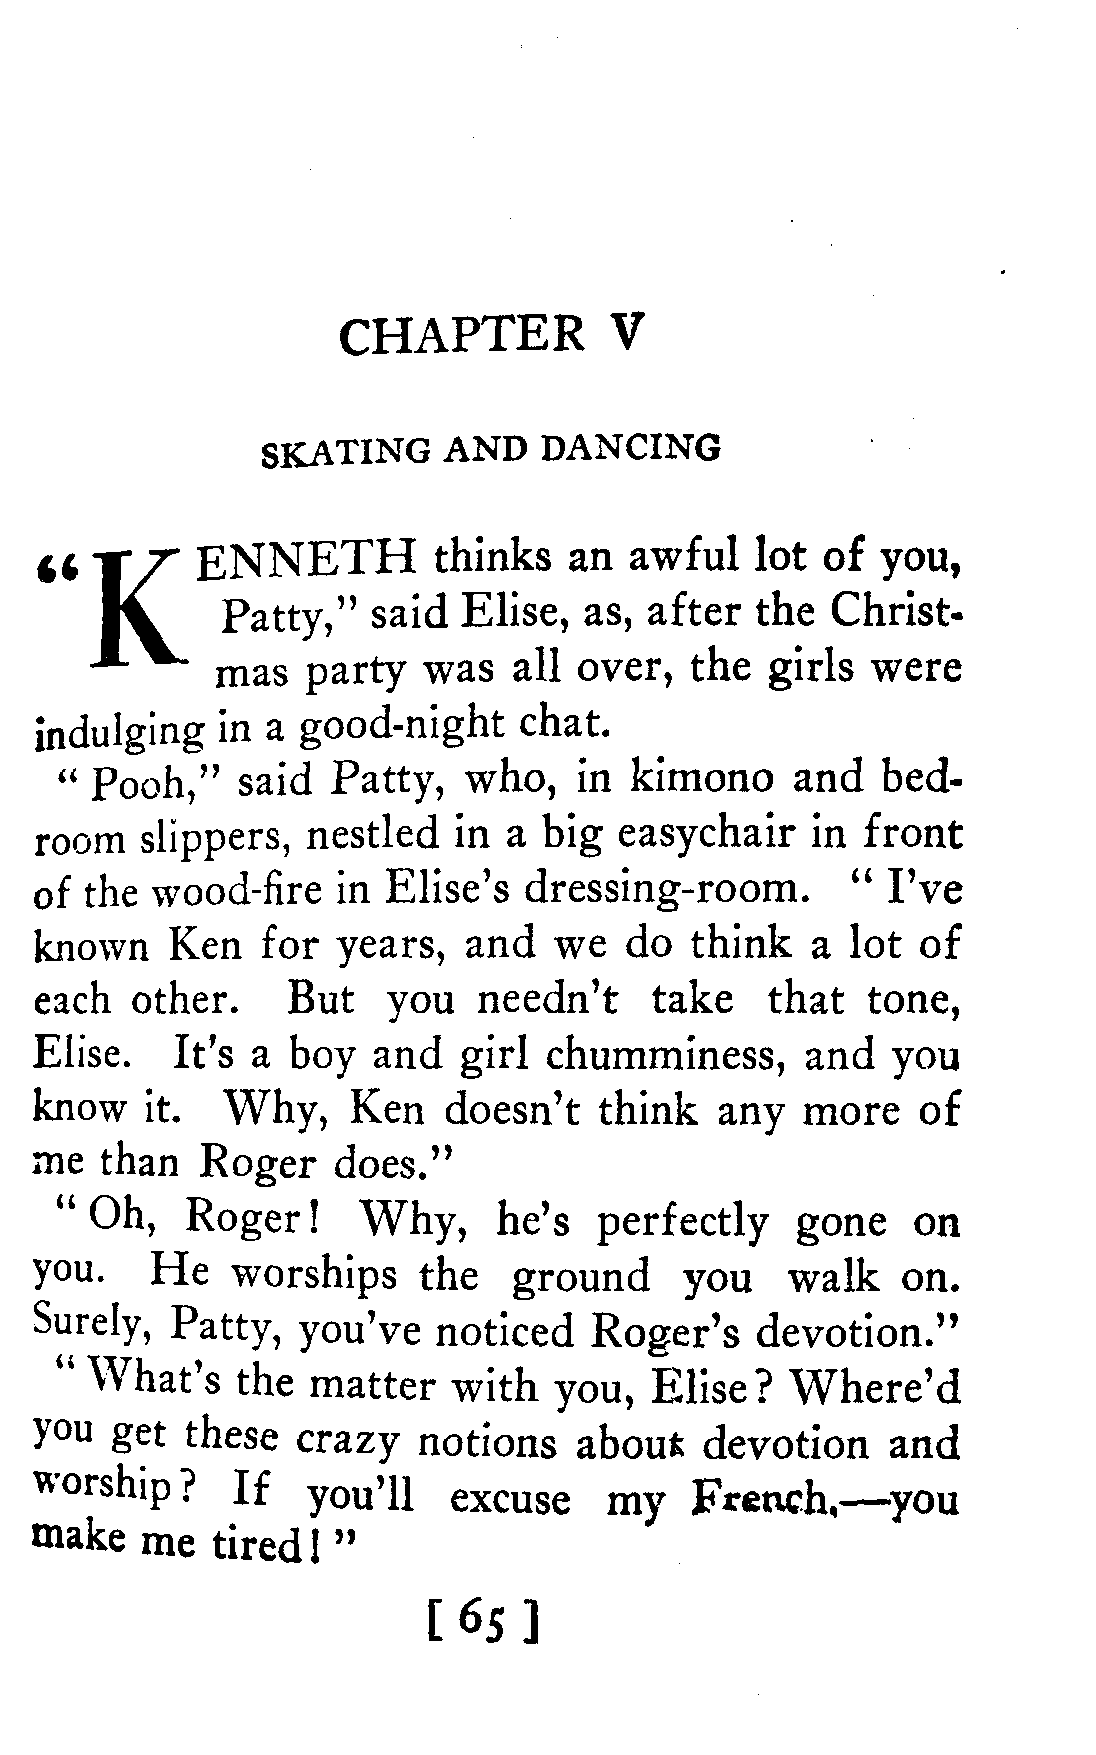 CHAPTER V
SKATING AND DANCING
“KENNETH thinks an awful lot of you,
Patty,” said Elise, as, after the Christ-
mas party was all over, the girls were
indulging in a good-night chat.
“ Pooh,” said Patty, who, in kimono and bed-
room slippers, nestled in a big easychair in front
of the wood-fire in Elise’s dressing-room. “ I’ve
known Ken for years, and we do think a lot of
each other. But you needn’t take that tone,
Elise. It’s a boy and girl chumminess, and you
know it. Why, Ken doesn’t think any more of
me than Roger does.”
“ Oh, Roger! Why, he’s perfectly gone on
you. He worships the ground you walk on.
Surely, Patty, you’ve noticed Roger’s devotion.”
“ What’s the matter with you, Elise? Where’d
you get these crazy notions about devotion and
worship? If you’ll excuse my French,—you
make me tired! ”
[ 65 ]